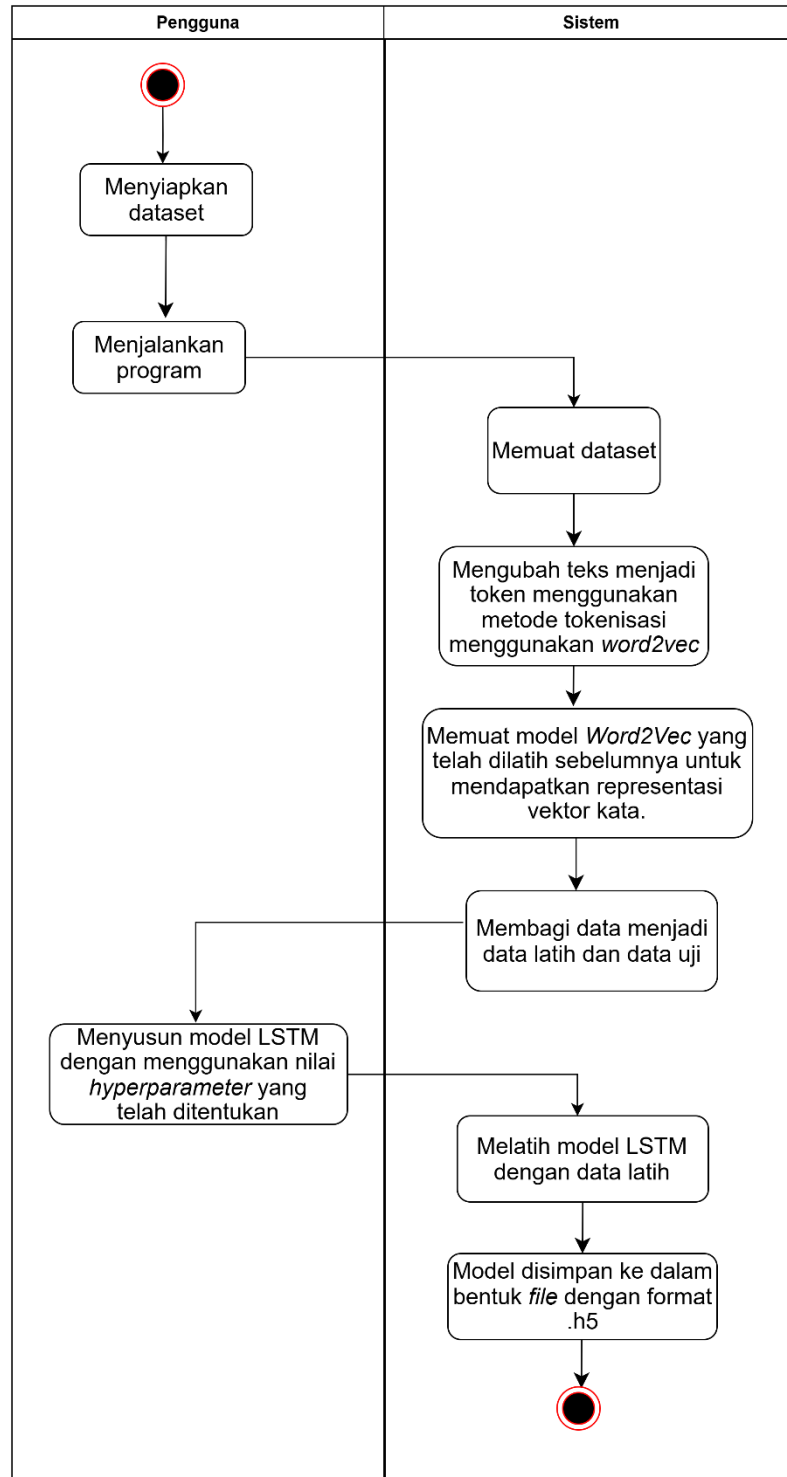 Pengguna
Sistem
Menyiapkan
dataset
Menjalankan
program
Memuat dataset
Mengubah teks menjadi
token menggunakan
metode tokenisasi
menggunakan word2vec
Memuat model Word2Vec yang
telah dilatih sebelumnya untuk
mendapatkan representasi
vektor kata.
Membagi data menjadi
data latih dan data uji
Menyusun model LSTM
dengan menggunakan nilai
hyperparameter yang
telah ditentukan
Melatih model LSTM
dengan data latih
Model disimpan ke dalam
bentuk file dengan format
.h5